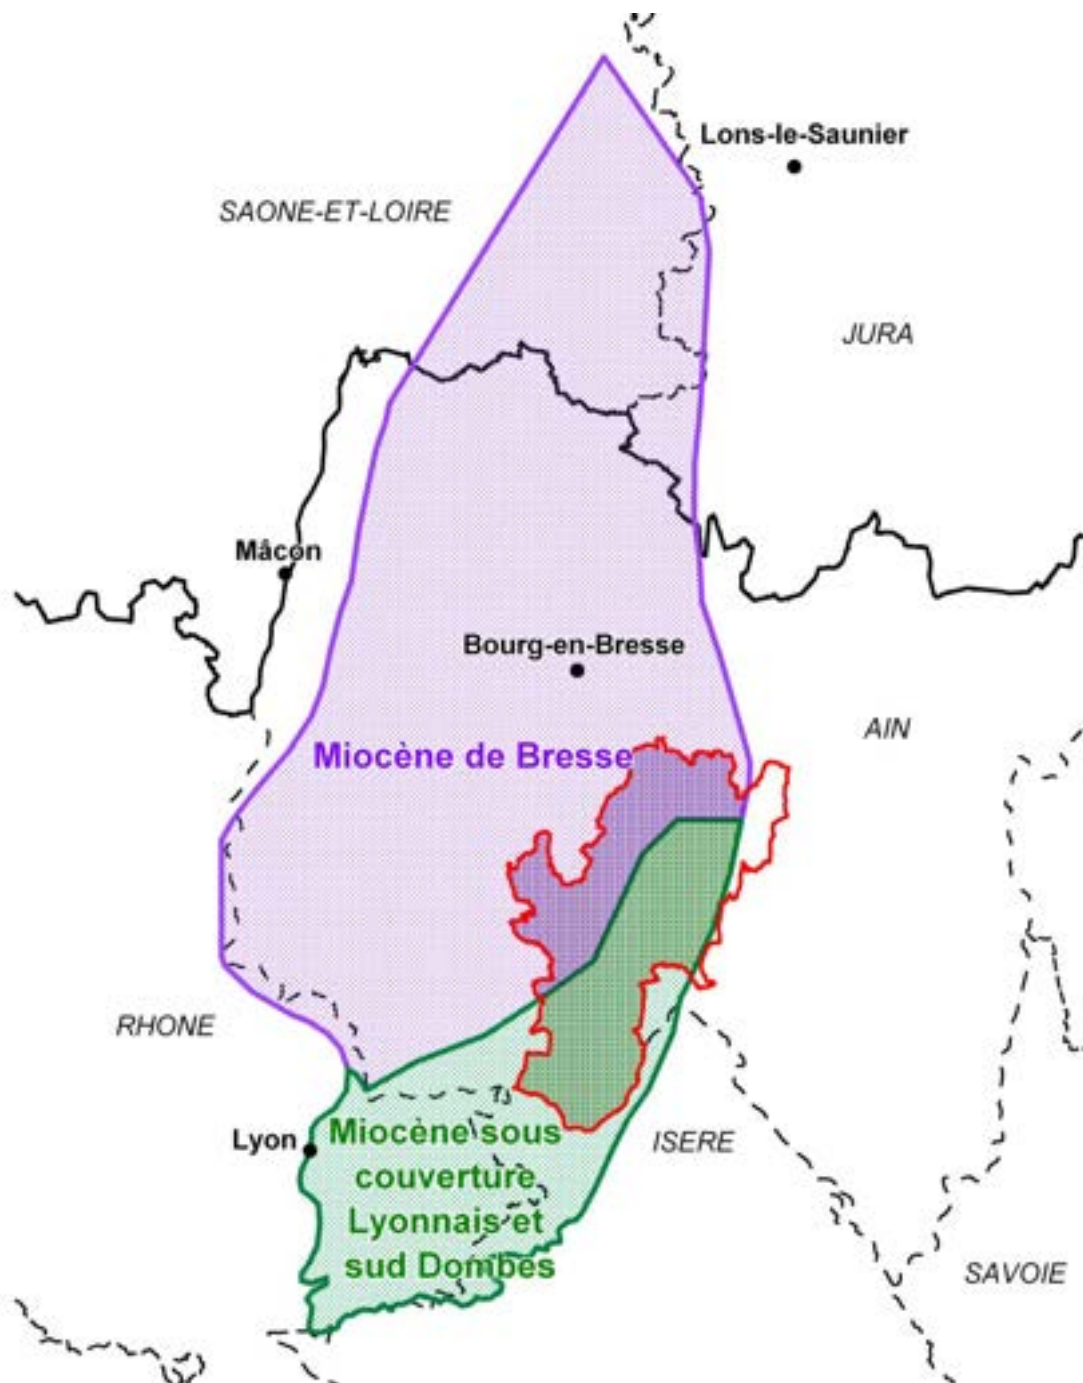 Lons-le-Saunier
SAONE-ET-LOIRE
JURA
Mâcon
Bourg-en-Bresse
AIN
Miocène de Bresse
RHONE
Lyon
Miocène sous
couverture
Lyonnais et
sud Dombes
ISERE
SAVOIE